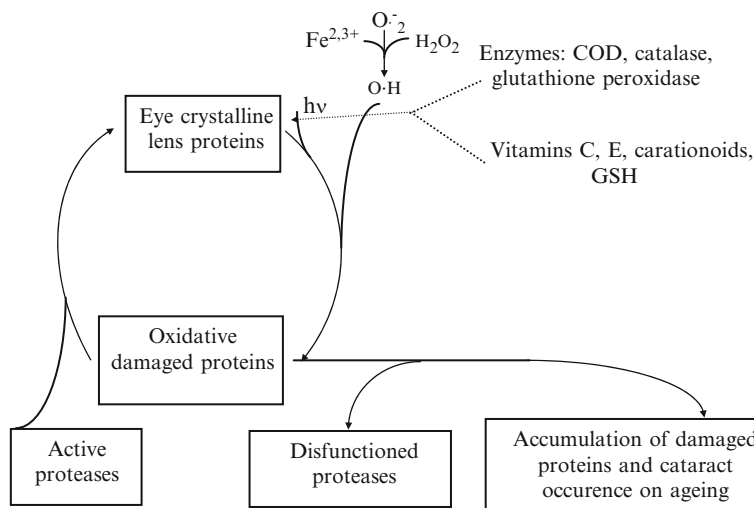 O·⁻₂
Fe²,³⁺
H₂O₂
O·H
Enzymes: COD, catalase,
glutathione peroxidase
hν
Eye crystalline
lens proteins
Vitamins C, E, carationoids,
GSH
Oxidative
damaged proteins
Active
proteases
Disfunctioned
proteases
Accumulation of damaged
proteins and cataract
occurence on ageing